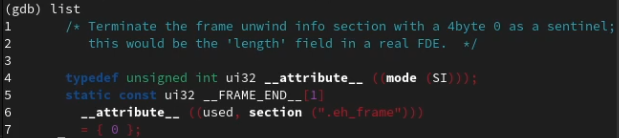 (gdb) list
1 /* Terminate the frame unwind info section with a 4byte 0 as a sentinel;
2 this would be the 'length' field in a real FDE. */
3
4 typedef unsigned int ui32 __attribute__ ((mode (SI)));
5 static const ui32 __FRAME_END__[1]
6 __attribute__ ((used, section (".eh_frame")))
7 = { 0 };